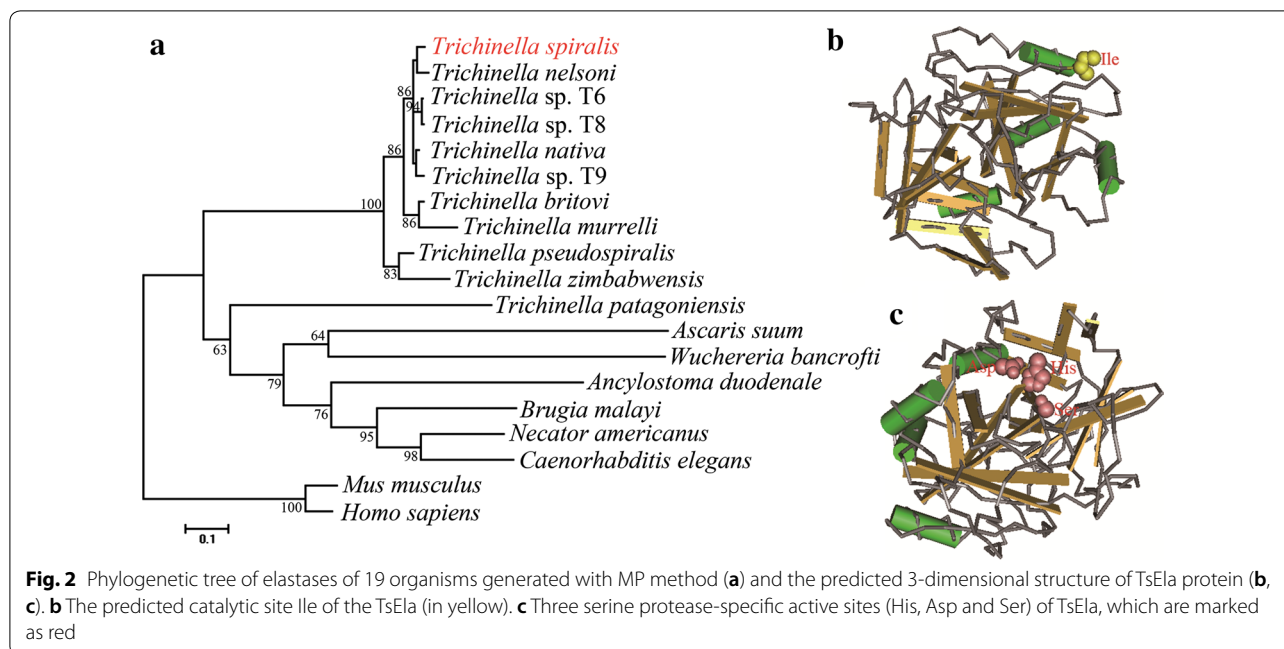 a
Trichinella spiralis
Trichinella nelsoni
86
Trichinella sp. T6
94
Trichinella sp. T8
86
Trichinella nativa
Trichinella sp. T9
100
Trichinella britovi
86
Trichinella murrelli
Trichinella pseudospiralis
83
Trichinella zimbabwensis
Trichinella patagoniensis
63
64
Ascaris suum
Wuchereria bancrofti
79
Ancylostoma duodenale
76
Brugia malayi
95
Necator americanus
98
Caenorhabditis elegans
Mus musculus
100
Homo sapiens
0.1
b
Ile
c
Asp
His
Ser
Fig. 2 Phylogenetic tree of elastases of 19 organisms generated with MP method (a) and the predicted 3-dimensional structure of TsEla protein (b,
c). b The predicted catalytic site Ile of the TsEla (in yellow). c Three serine protease-specific active sites (His, Asp and Ser) of TsEla, which are marked
as red